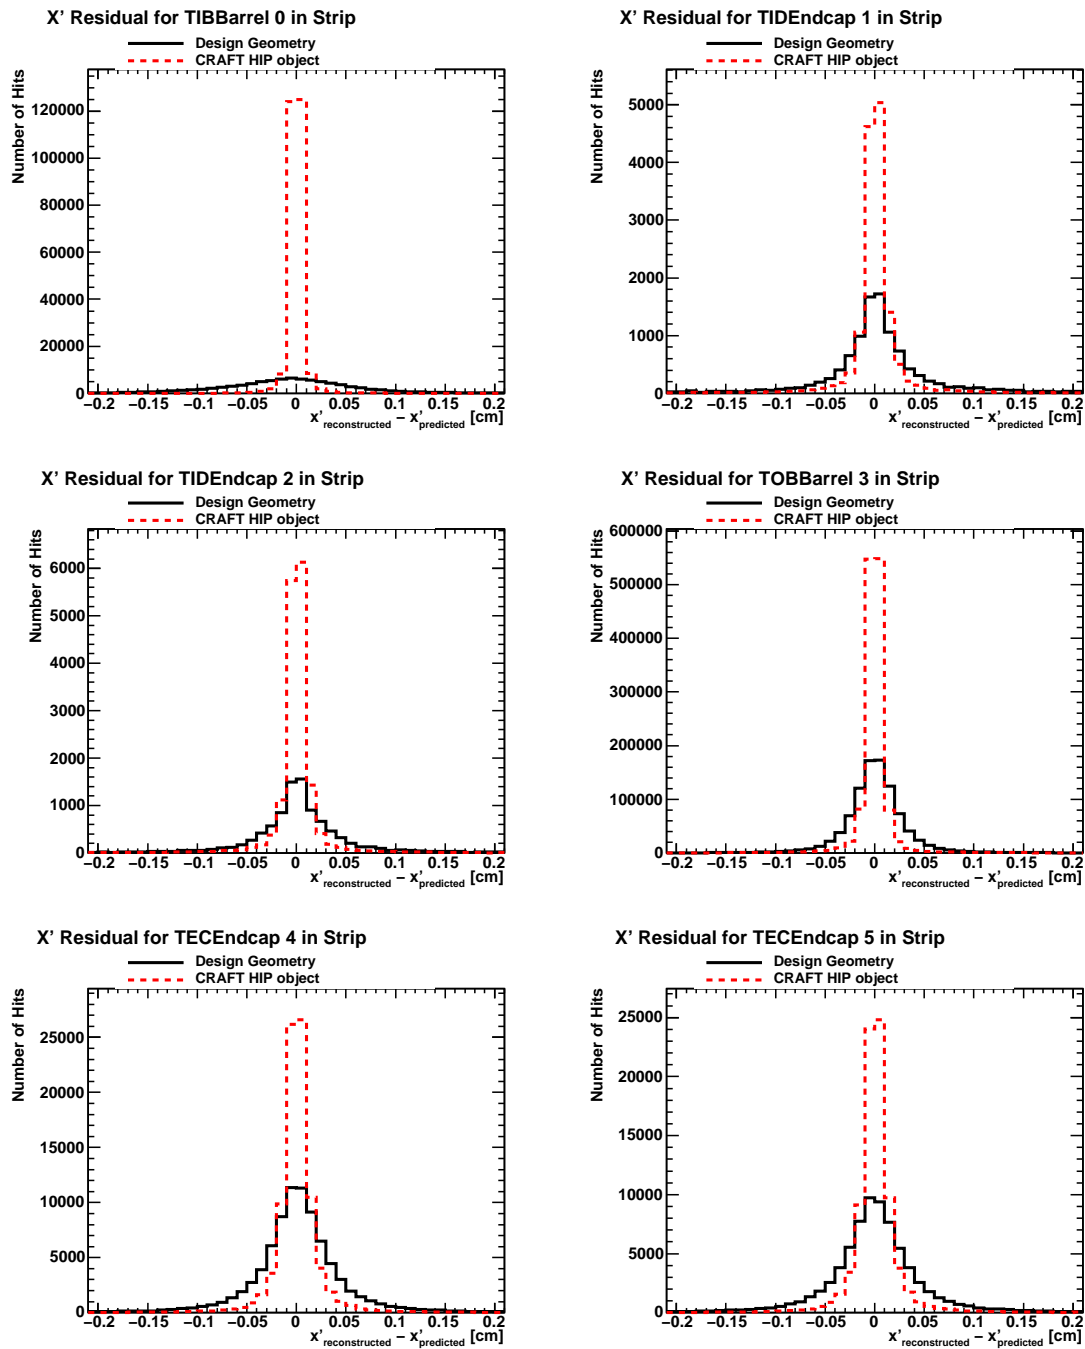 X' Residual for TIBBarrel 0 in Strip
Design Geometry
CRAFT HIP object
Number of Hits
120000
100000
80000
60000
40000
20000
0
−0.2 −0.15 −0.1 −0.05 0 0.05 0.1 0.15 0.2
x'reconstructed − x'predicted [cm]
X' Residual for TIDEndcap 1 in Strip
Design Geometry
CRAFT HIP object
Number of Hits
5000
4000
3000
2000
1000
0
−0.2 −0.15 −0.1 −0.05 0 0.05 0.1 0.15 0.2
x'reconstructed − x'predicted [cm]
X' Residual for TIDEndcap 2 in Strip
Design Geometry
CRAFT HIP object
Number of Hits
6000
5000
4000
3000
2000
1000
0
−0.2 −0.15 −0.1 −0.05 0 0.05 0.1 0.15 0.2
x'reconstructed − x'predicted [cm]
X' Residual for TOBBarrel 3 in Strip
Design Geometry
CRAFT HIP object
Number of Hits
600000
500000
400000
300000
200000
100000
0
−0.2 −0.15 −0.1 −0.05 0 0.05 0.1 0.15 0.2
x'reconstructed − x'predicted [cm]
X' Residual for TECEndcap 4 in Strip
Design Geometry
CRAFT HIP object
Number of Hits
25000
20000
15000
10000
5000
0
−0.2 −0.15 −0.1 −0.05 0 0.05 0.1 0.15 0.2
x'reconstructed − x'predicted [cm]
X' Residual for TECEndcap 5 in Strip
Design Geometry
CRAFT HIP object
Number of Hits
25000
20000
15000
10000
5000
0
−0.2 −0.15 −0.1 −0.05 0 0.05 0.1 0.15 0.2
x'reconstructed − x'predicted [cm]